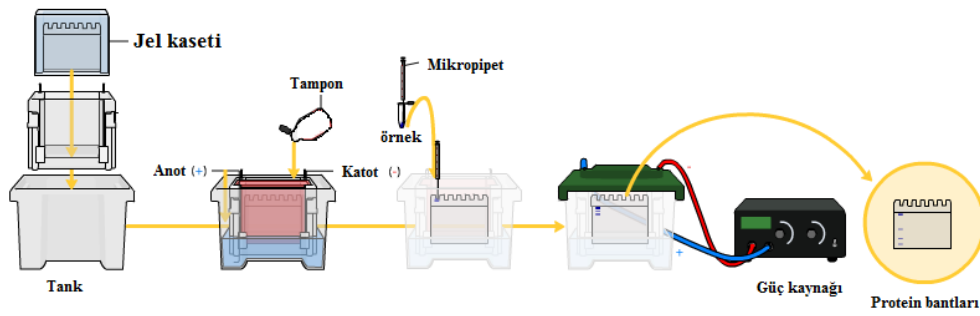 Jel kaseti
Tank
Tampon
Anot (+)
Katot (-)
Mikropipet
örnek
-
+
Güç kaynağı
Protein bantları